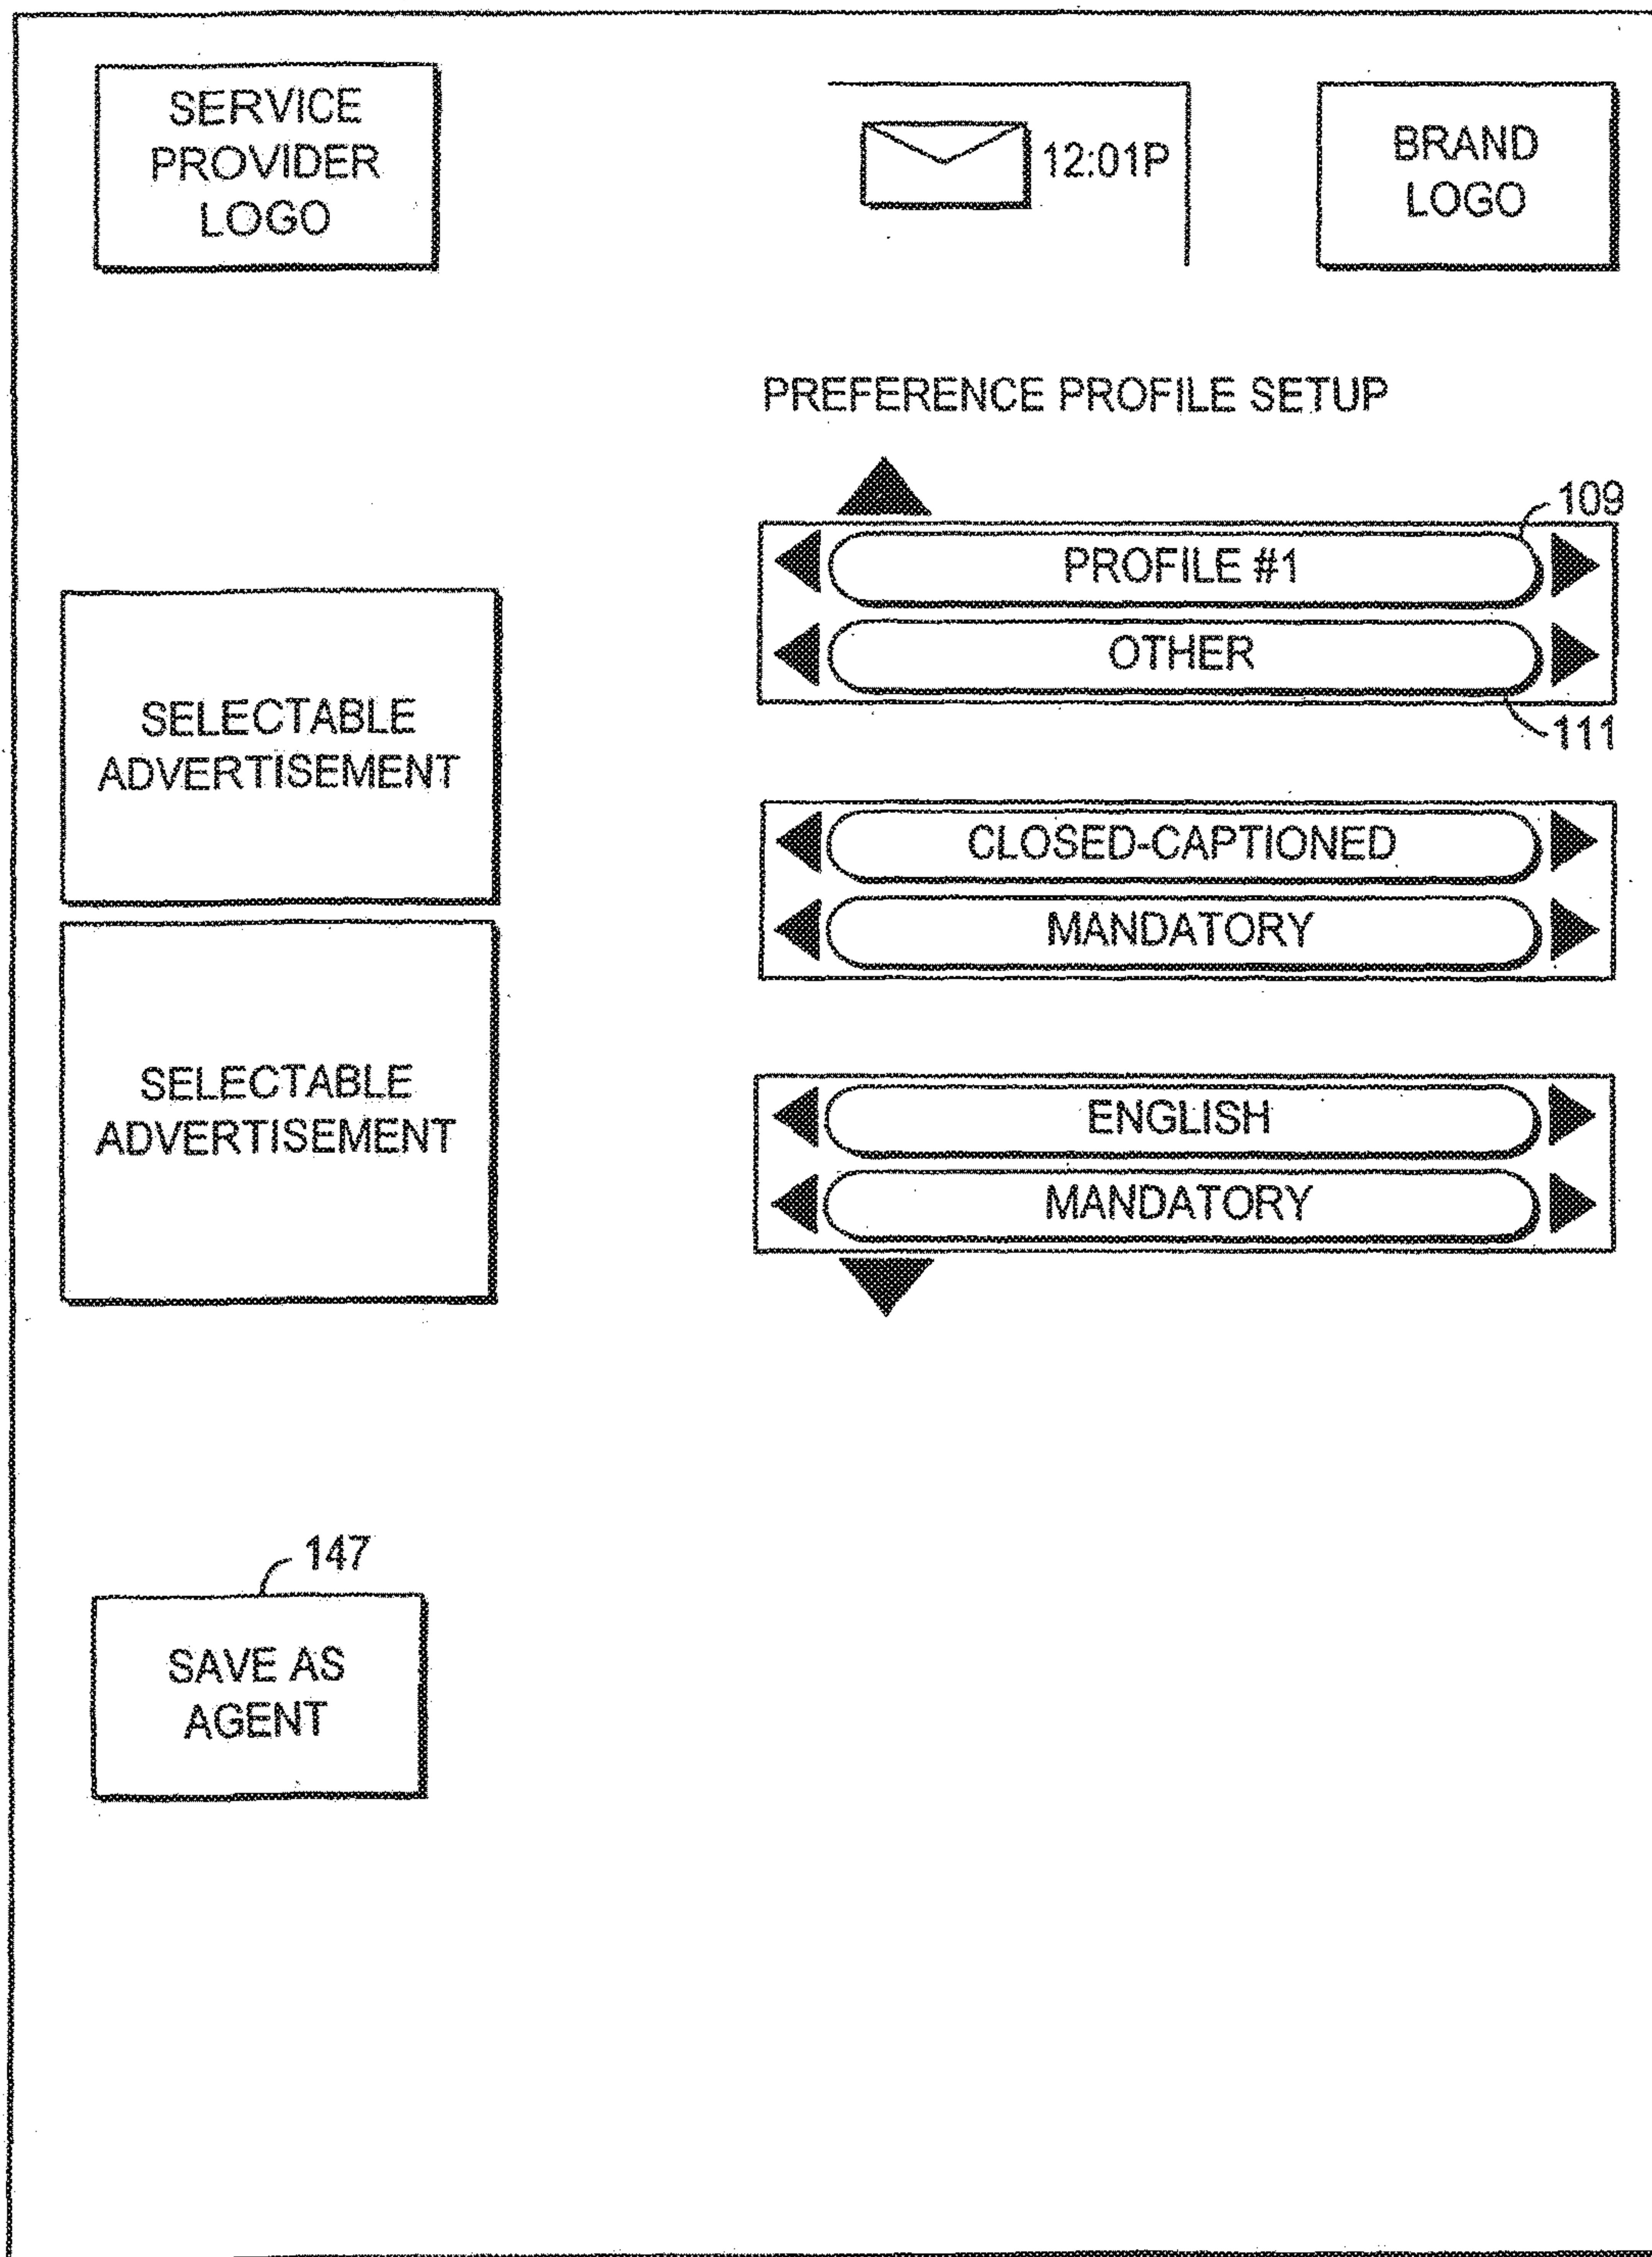 SERVICE
PROVIDER
LOGO
12:01P
BRAND
LOGO
PREFERENCE PROFILE SETUP
109
PROFILE #1
OTHER
111
SELECTABLE
ADVERTISEMENT
CLOSED-CAPTIONED
MANDATORY
SELECTABLE
ADVERTISEMENT
ENGLISH
MANDATORY
147
SAVE AS
AGENT